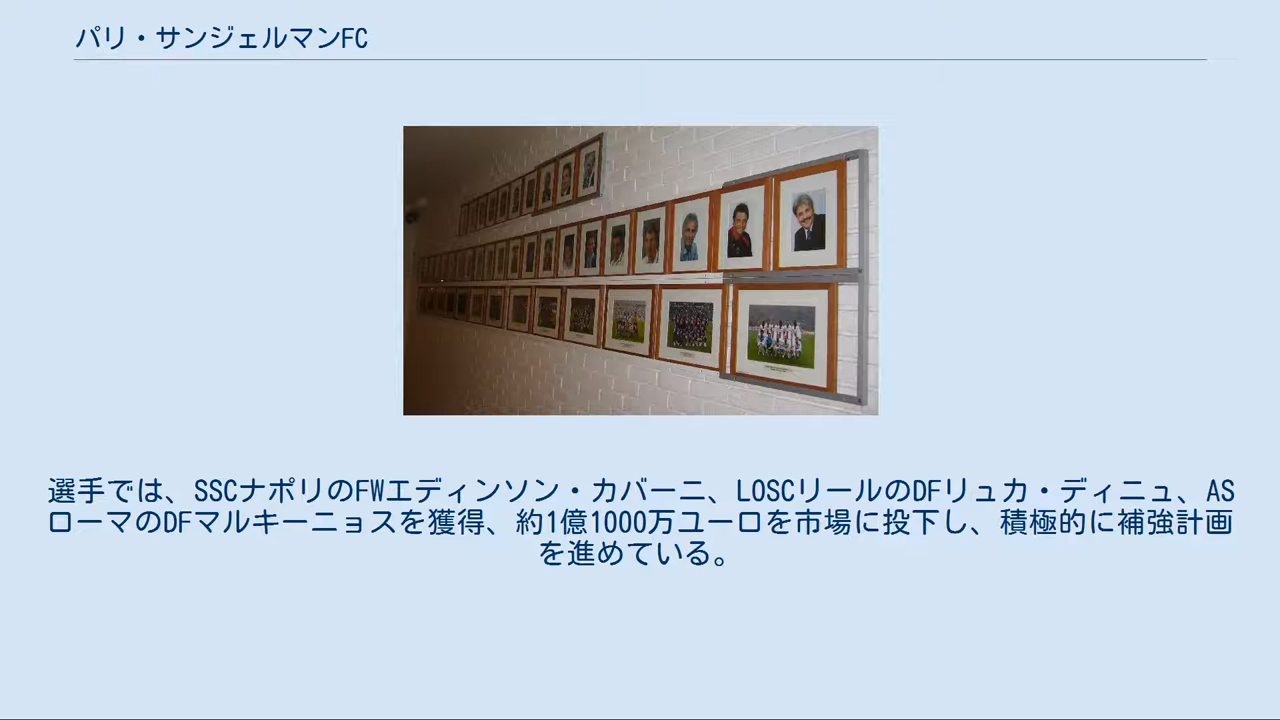 パリ・サンジェルマンFC
選手では、SSCナポリのFWエディンソン・カバーニ、LOSCリールのDFリュカ・ディニュ、AS
ローマのDFマルキーニョスを獲得、約1億1000万ユーロを市場に投下し、積極的に補強計画
を進めている。